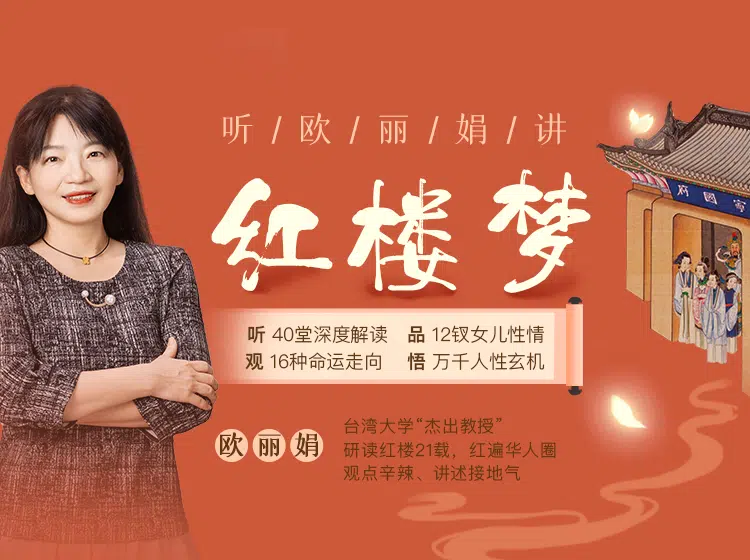 听/欧/丽/娟/讲
红楼梦
听 40堂深度解读 品 12钗女儿性情
观 16种命运走向 悟 万千人性玄机
欧丽娟
台湾大学“杰出教授”
研读红楼21载，红遍华人圈
观点辛辣、讲述接地气
府國寧